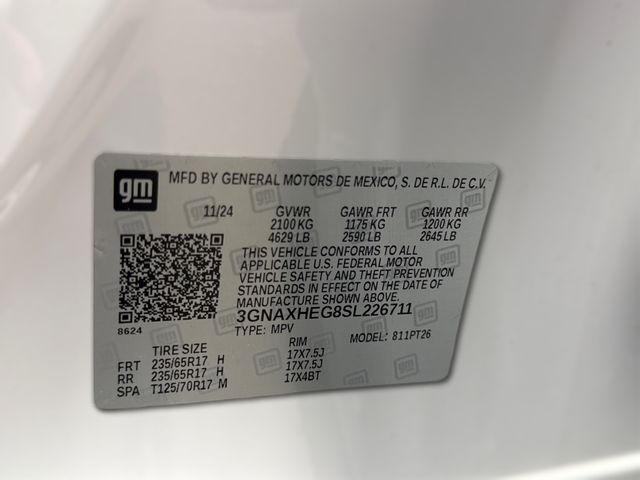 gm MFD BY GENERAL MOTORS DE MEXICO, S. DE R.L. DE C.V.
11/24 GVWR GAWR FRT GAWR RR
2100 KG 1175 KG 1200 KG
4629 LB 2590 LB 2645 LB
THIS VEHICLE CONFORMS TO ALL
APPLICABLE U.S. FEDERAL MOTOR
VEHICLE SAFETY AND THEFT PREVENTION
STANDARDS IN EFFECT ON THE DATE OF
MANUFACTURE SHOWN ABOVE.
3GNAXHEG8SL226711
8624
TYPE: MPV MODEL: 811PT26
TIRE SIZE RIM
FRT 235/65R17 H 17X7.5J
RR 235/65R17 H 17X7.5J
SPA T125/70R17 M 17X4BT